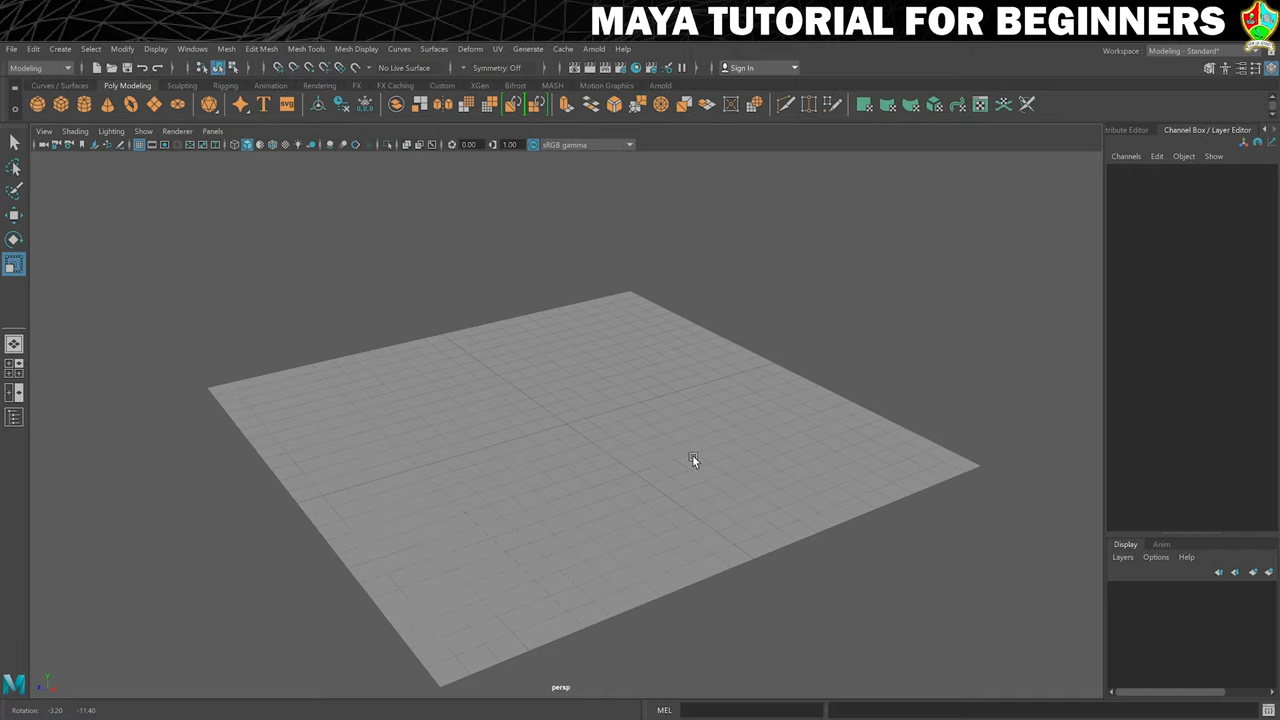 MAYA TUTORIAL FOR BEGINNERS
File Edit Create Select Modify Display Windows Mesh Edit Mesh Mesh Tools Mesh Display Curves Surfaces Deform UV Generate Cache Arnold Help
Workspace : Modeling - Standard*
Modeling No Live Surface Symmetry: Off Sign In
Curves / Surfaces Poly Modeling Sculpting Rigging Animation Rendering FX FX Caching Custom XGen Bifrost MASH Motion Graphics Arnold
svg
View Shading Lighting Show Renderer Panels
tribute Editor Channel Box / Layer Editor
0.00 1.00 sRGB gamma
Channels Edit Object Show
Display Anim
Layers Options Help
persp
Rotation: -3.20 -11.40 MEL